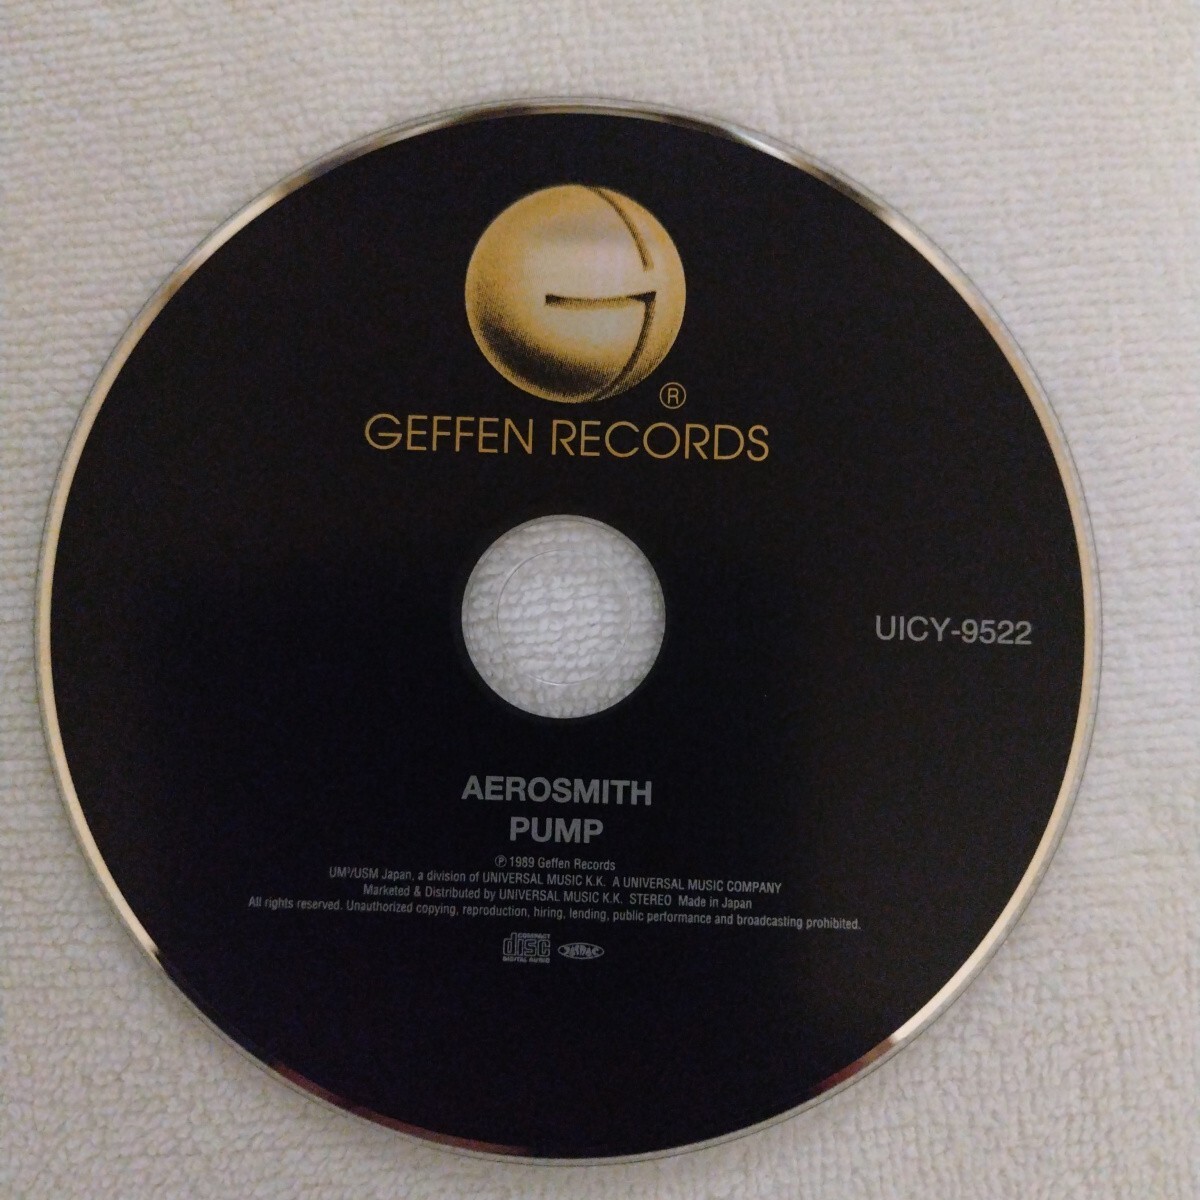 G
®
GEFFEN RECORDS
UICY-9522
AEROSMITH
PUMP
℗ 1989 Geffen Records
UM³/USM Japan, a division of UNIVERSAL MUSIC K.K. A UNIVERSAL MUSIC COMPANY
Marketed & Distributed by UNIVERSAL MUSIC K.K. STEREO Made in Japan
All rights reserved. Unauthorized copying, reproduction, hiring, lending, public performance and broadcasting prohibited.
COMPACT
disc
DIGITAL AUDIO